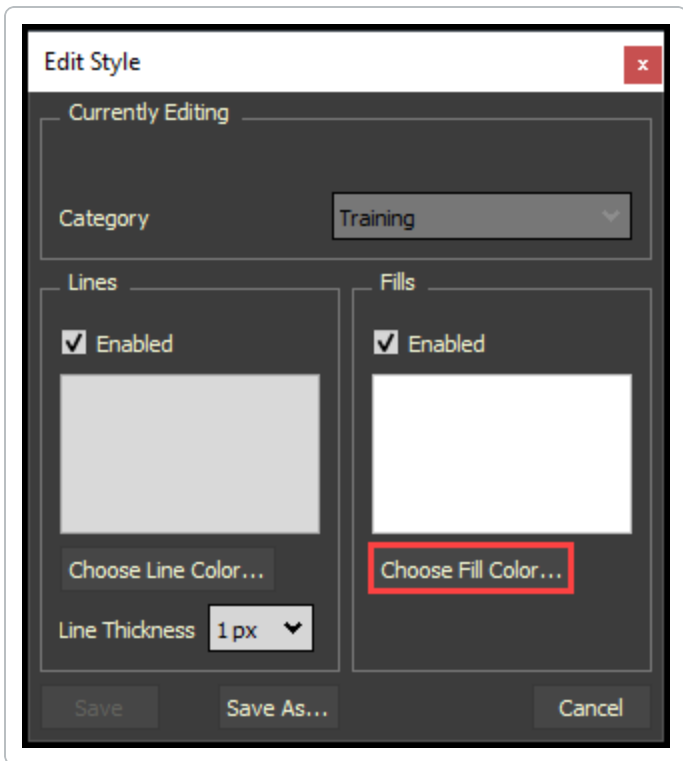 Edit Style
x
Currently Editing
Category
Training
Lines
Fills
Enabled
Enabled
Choose Line Color...
Choose Fill Color...
Line Thickness
1 px
Save
Save As...
Cancel